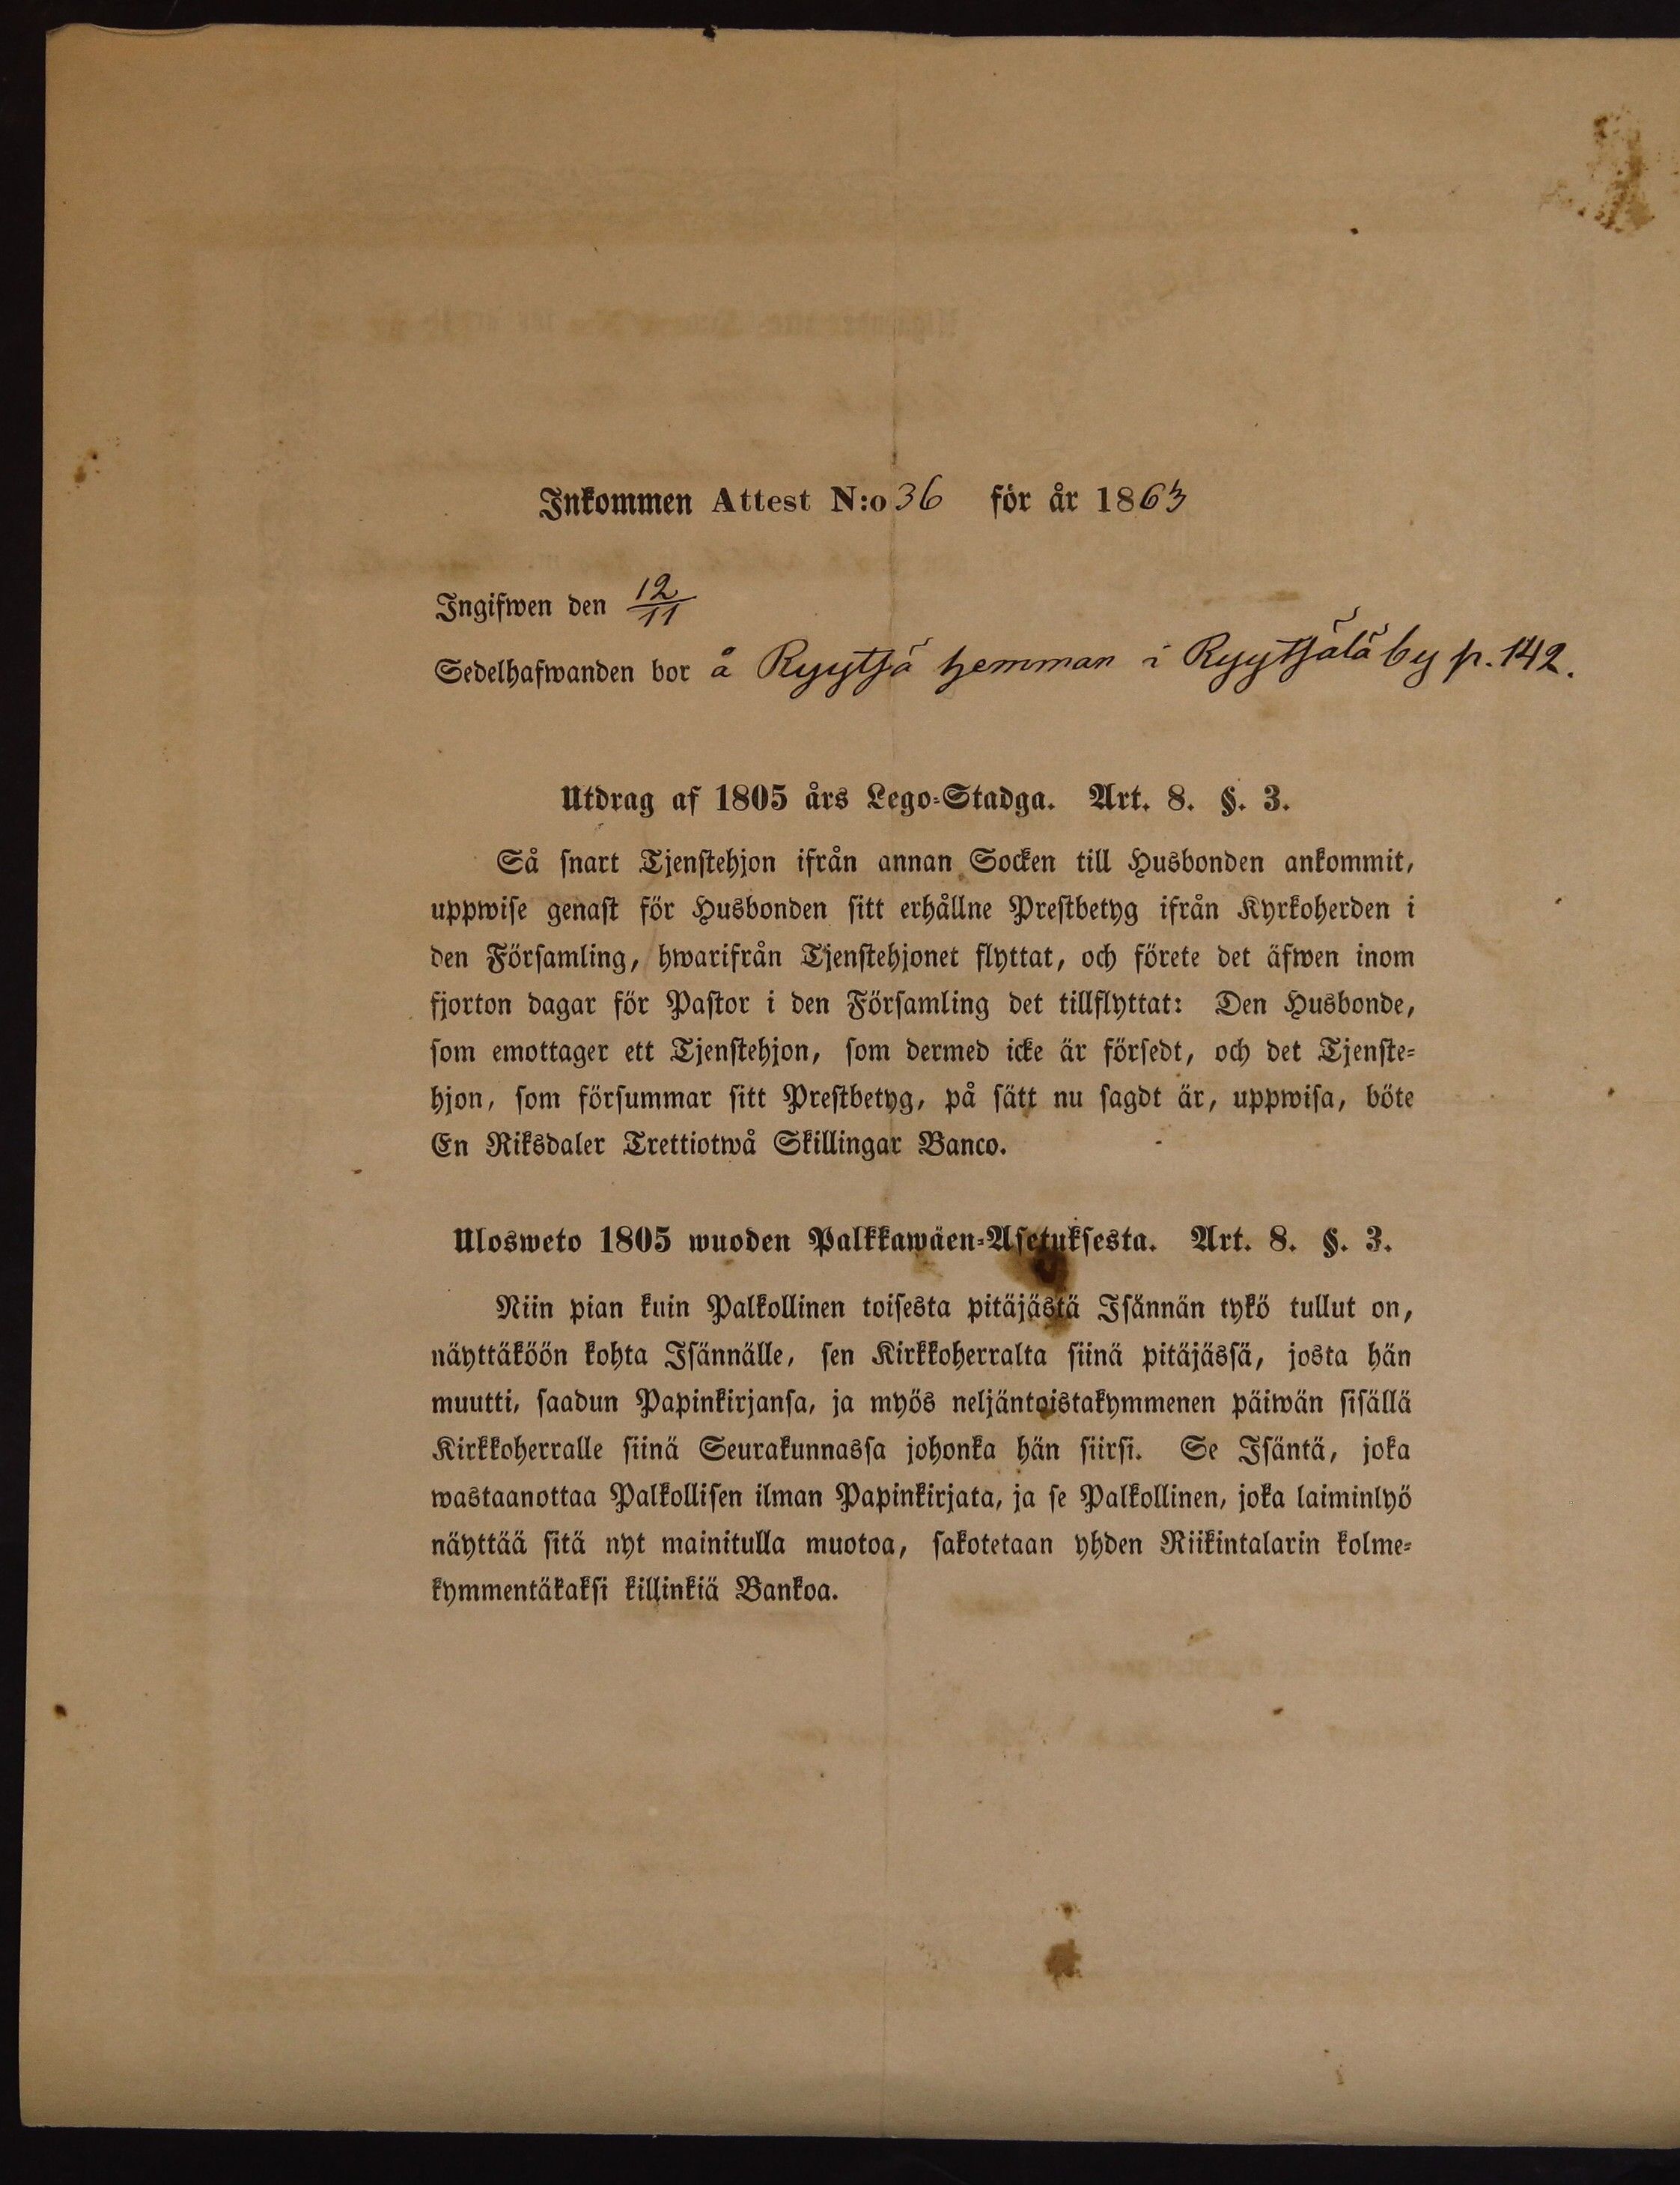 Inkommen Attest N:o 36 för år 1863
Ingifwen den 12/11
Sedelhafwanden bor å Ryytsä hemman i Ryytsälä by p. 142.
Utdrag af 1805 års Lego-Stadga. Art. 8. §. 3.
Så snart Tjenstehjon ifrån annan Socken till Husbonden ankommit,
uppwise genast för Husbonden sitt erhållne Prestbetyg ifrån Kyrkoherden i
den Församling, hwarifrån Tjenstehjonet flyttat, och förete det äfwen inom
fjorton dagar för Pastor i den Församling det tillflyttat: Den Husbonde,
som emottager ett Tjenstehjon, som dermed icke är försedt, och det Tjenste-
hjon, som försummar sitt Prestbetyg, på sätt nu sagdt är, uppwisa, böte
En Riksdaler Trettiotwå Skillingar Banco.
Ulosweto 1805 wuoden Palkkawäen-Asetuksesta. Art. 8. §. 3.
Niin pian kuin Palkollinen toisesta pitäjästä Isännän tykö tullut on,
näyttäköön kohta Isännälle, sen Kirkkoherralta siinä pitäjässä, josta hän
muutti, saadun Papinkirjansa, ja myös neljäntoistakymmenen päiwän sisällä
Kirkkoherralle siinä Seurakunnassa johonka hän siirsi. Se Isäntä, joka
wastaanottaa Palkollisen ilman Papinkirjata, ja se Palkollinen, joka laiminlyö
näyttää sitä nyt mainitulla muotoa, sakotetaan yhden Riikintalarin kolme-
kymmentäkaksi killinkiä Bankoa.